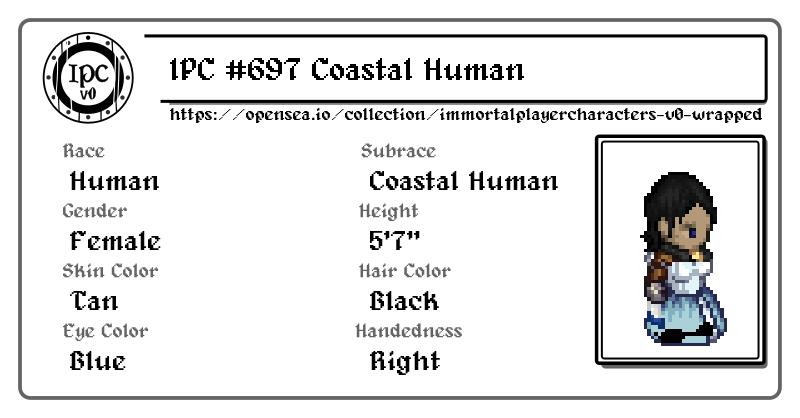 IPC
v0
IPC #697 Coastal Human
https://opensea.io/collection/immortalplayercharacters-v0-wrapped
Race
Human
Subrace
Coastal Human
Gender
Female
Height
5'7"
Skin Color
Tan
Hair Color
Black
Eye Color
Blue
Handedness
Right